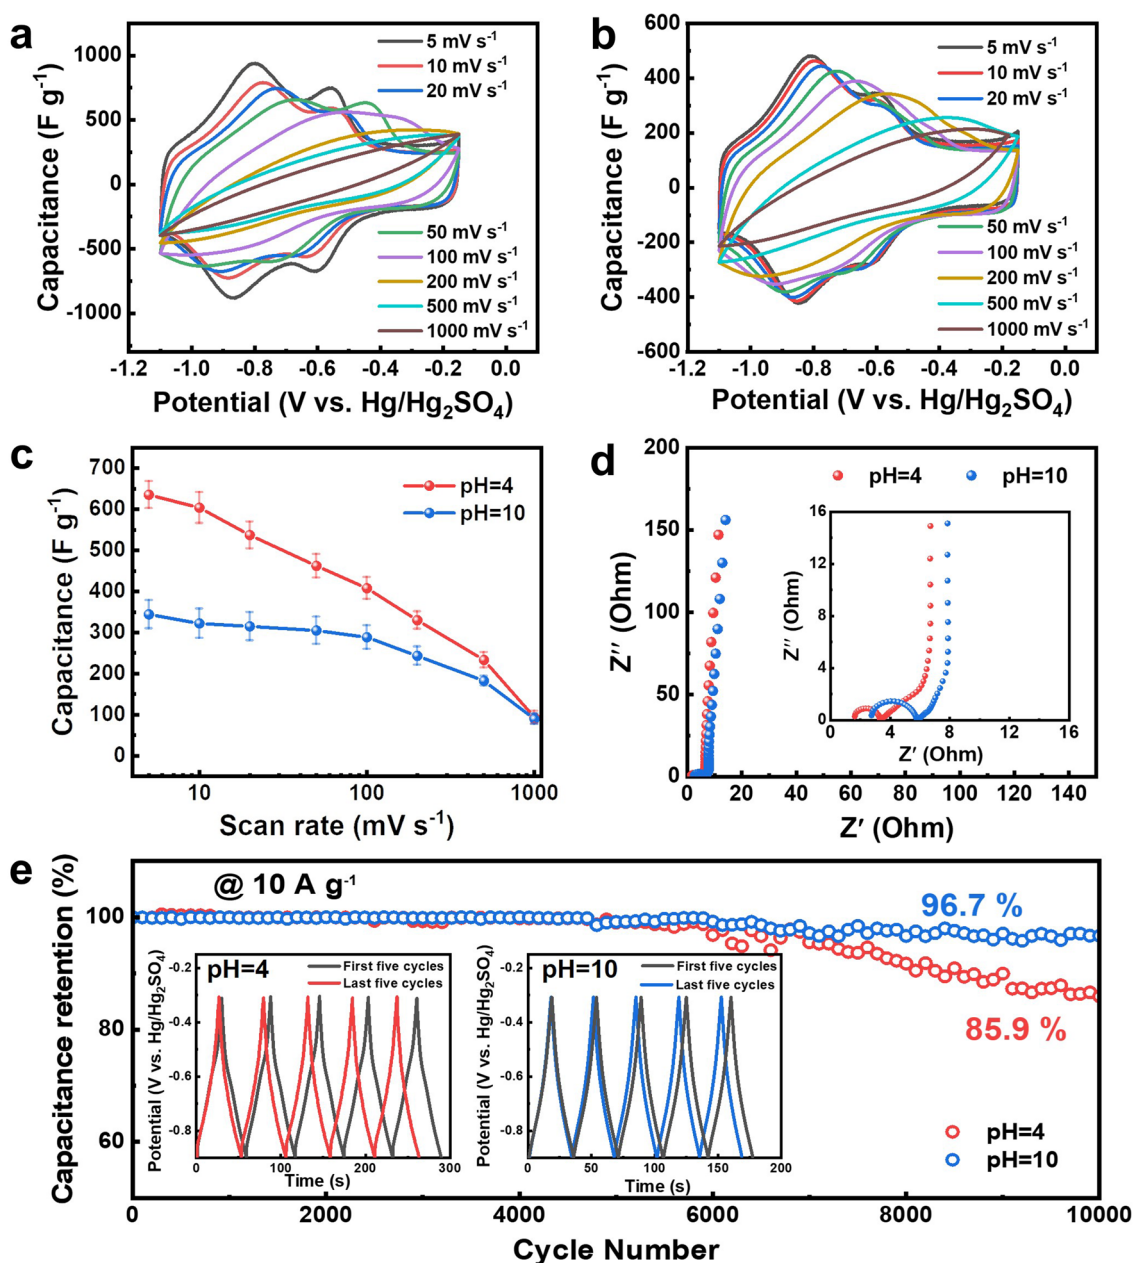 a
Capacitance (F g-1)
1000
500
0
-500
-1000
5 mV s-1
10 mV s-1
20 mV s-1
50 mV s-1
100 mV s-1
200 mV s-1
500 mV s-1
1000 mV s-1
-1.2 -1.0 -0.8 -0.6 -0.4 -0.2 0.0
Potential (V vs. Hg/Hg2SO4)
b
Capacitance (F g-1)
600
400
200
0
-200
-400
-600
5 mV s-1
10 mV s-1
20 mV s-1
50 mV s-1
100 mV s-1
200 mV s-1
500 mV s-1
1000 mV s-1
-1.2 -1.0 -0.8 -0.6 -0.4 -0.2 0.0
Potential (V vs. Hg/Hg2SO4)
c
Capacitance (F g-1)
700
600
500
400
300
200
100
0
pH=4
pH=10
10 100 1000
Scan rate (mV s-1)
d
Z′′ (Ohm)
200
150
100
50
0
pH=4 pH=10
Z′′ (Ohm)
16
12
8
4
0
0 4 8 12 16
Z′ (Ohm)
0 20 40 60 80 100 120 140
Z′ (Ohm)
e
Capacitance retention (%)
100
80
60
@ 10 A g-1
96.7 %
85.9 %
pH=4
pH=10
pH=4
First five cycles
Last five cycles
Potential (V vs. Hg/Hg2SO4)
-0.2
-0.4
-0.6
-0.8
0 100 200 300
Time (s)
pH=10
First five cycles
Last five cycles
Potential (V vs. Hg/Hg2SO4)
-0.2
-0.4
-0.6
-0.8
0 50 100 150 200
Time (s)
0 2000 4000 6000 8000 10000
Cycle Number